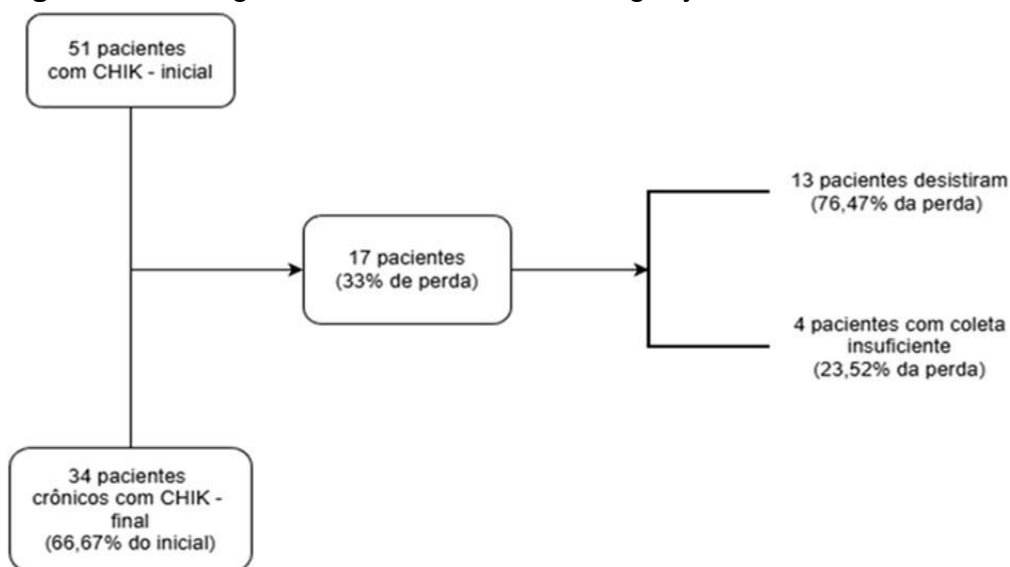 51 pacientes
com CHIK - inicial
17 pacientes
(33% de perda)
13 pacientes desistiram
(76,47% da perda)
4 pacientes com coleta
insuficiente
(23,52% da perda)
34 pacientes
crônicos com CHIK -
final
(66,67% do inicial)